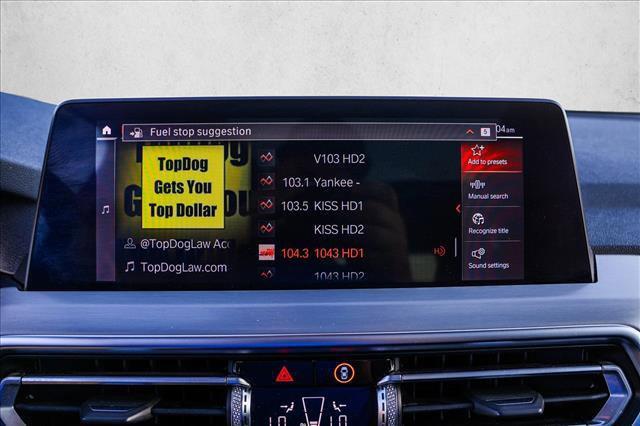 Fuel stop suggestion
5
04am
TopDog
Gets You
Top Dollar
@TopDogLaw Acc
TopDogLaw.com
V103 HD2
103.1 Yankee -
103.5 KISS HD1
KISS HD2
104.3 1043 HD1
1043 HD2
Add to presets
Manual search
Recognize title
Sound settings